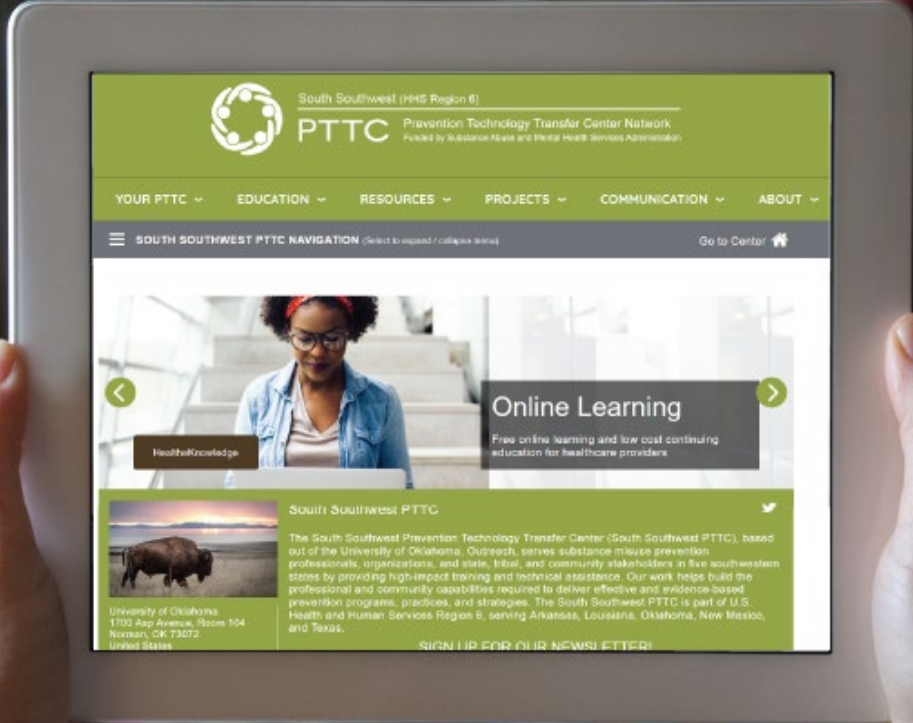 South Southwest (HHS Region 6)
PTTC
Prevention Technology Transfer Center Network
Funded by Substance Abuse and Mental Health Services Administration
YOUR PTTC
EDUCATION
RESOURCES
PROJECTS
COMMUNICATION
ABOUT
SOUTH SOUTHWEST PTTC NAVIGATION (Select to expand / collapse menu)
Go to Center
Online Learning
Free online learning and low cost continuing
education for healthcare providers
HealtheKnowledge
South Southwest PTTC
The South Southwest Prevention Technology Transfer Center (South Southwest PTTC), based
out of the University of Oklahoma, Outreach, serves substance misuse prevention
professionals, organizations, and state, tribal, and community stakeholders in five southwestern
states by providing high-impact training and technical assistance. Our work helps build the
professional and community capabilities required to deliver effective and evidence-based
prevention programs, practices, and strategies. The South Southwest PTTC is part of U.S.
Health and Human Services Region 6, serving Arkansas, Louisiana, Oklahoma, New Mexico,
and Texas.
University of Oklahoma
1700 Asp Avenue, Room 104
Norman, OK 73072
United States
SIGN UP FOR OUR NEWSLETTER!